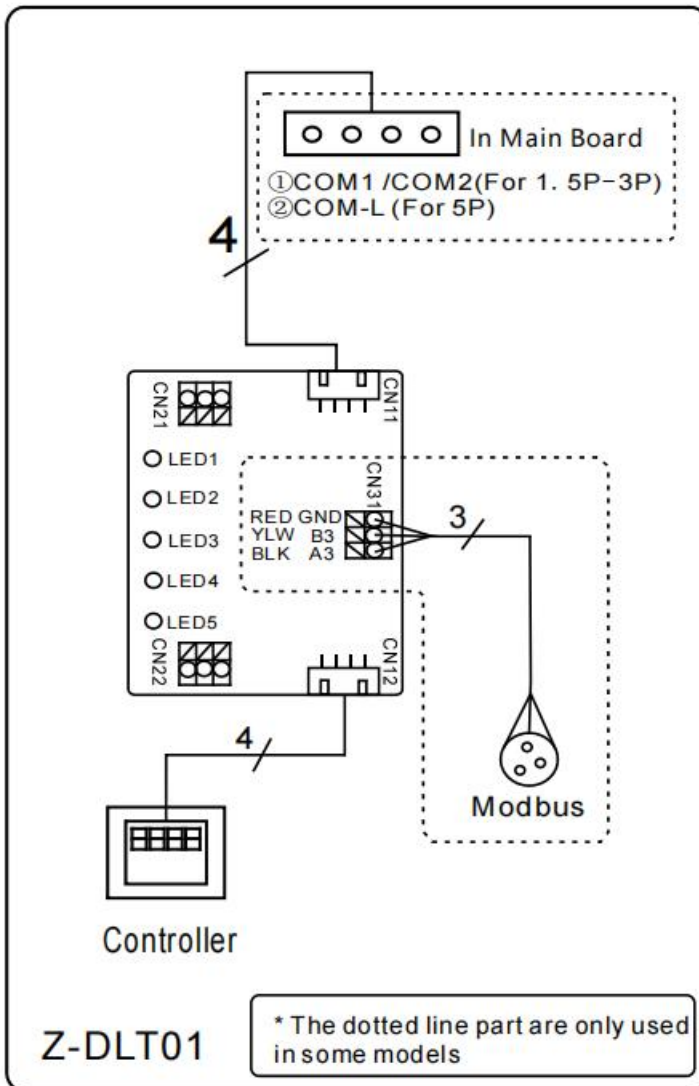 In Main Board
①COM1 /COM2(For 1. 5P-3P)
②COM-L (For 5P)
4
CN21
CN11
LED1
LED2
LED3
LED4
LED5
CN31
RED GND
YLW B3
BLK A3
3
CN22
CN12
4
Modbus
Controller
Z-DLT01
* The dotted line part are only used
in some models